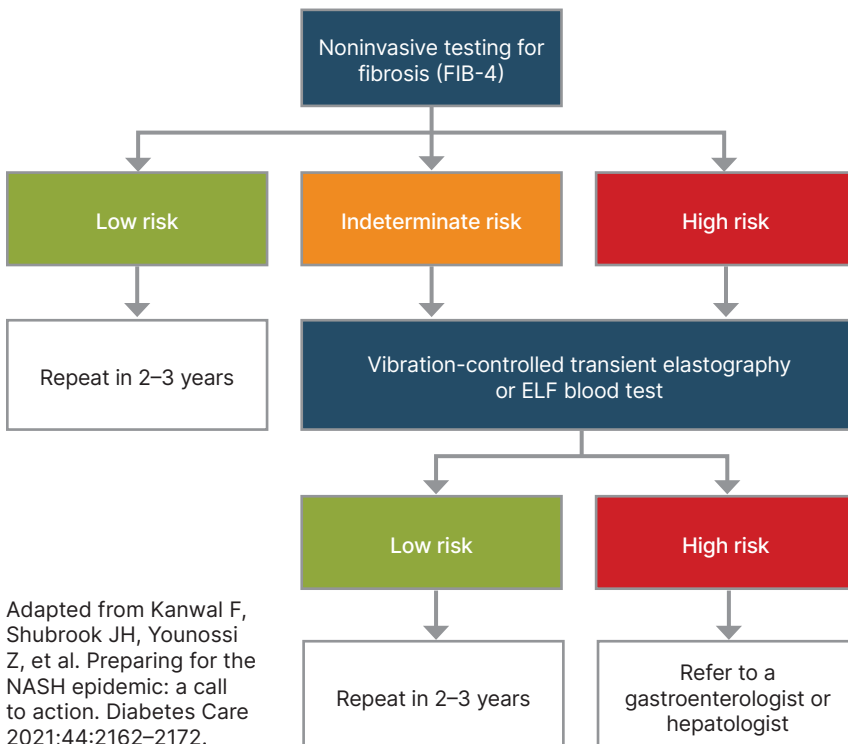 Noninvasive testing for
fibrosis (FIB-4)
Low risk
Indeterminate risk
High risk
Repeat in 2–3 years
Vibration-controlled transient elastography
or ELF blood test
Low risk
High risk
Repeat in 2–3 years
Refer to a
gastroenterologist or
hepatologist
Adapted from Kanwal F,
Shubrook JH, Younossi
Z, et al. Preparing for the
NASH epidemic: a call
to action. Diabetes Care
2021;44:2162–2172.